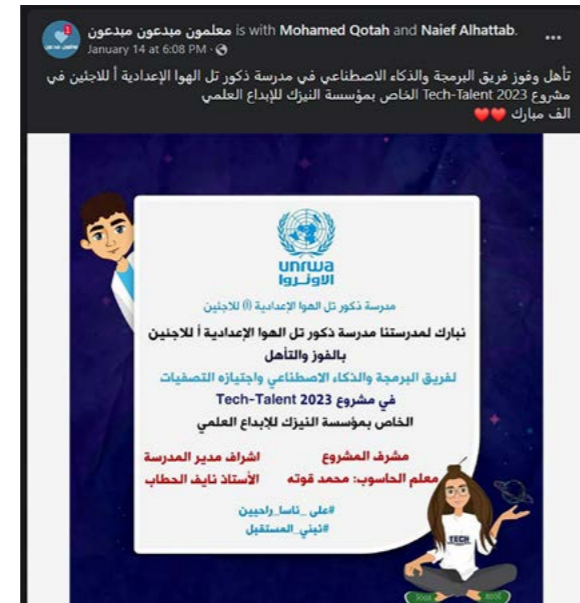 معلمون مبدعون مبدعون is with Mohamed Qotah and Naief Alhattab.
January 14 at 6:08 PM
تأهل وفوز فريق البرمجة والذكاء الاصطناعي في مدرسة ذكور تل الهوا الإعدادية أ للاجئين في
مشروع Tech-Talent 2023 الخاص بمؤسسة النيزك للإبداع العلمي
الف مبارك
unrwa
الاونروا
مدرسة ذكور تل الهوا الإعدادية (أ) للاجئين
نبارك لمدرستنا مدرسة ذكور تل الهوا الإعدادية أ للاجئين
بالفوز والتأهل
لفريق البرمجة والذكاء الاصطناعي واجتيازه التصفيات
في مشروع Tech-Talent 2023
الخاص بمؤسسة النيزك للإبداع العلمي
مشرف المشروع
معلم الحاسوب: محمد قوته
اشراف مدير المدرسة
الأستاذ نايف الحطاب
#على _ناسا_رايحين
#نبني_المستقبل
TECH